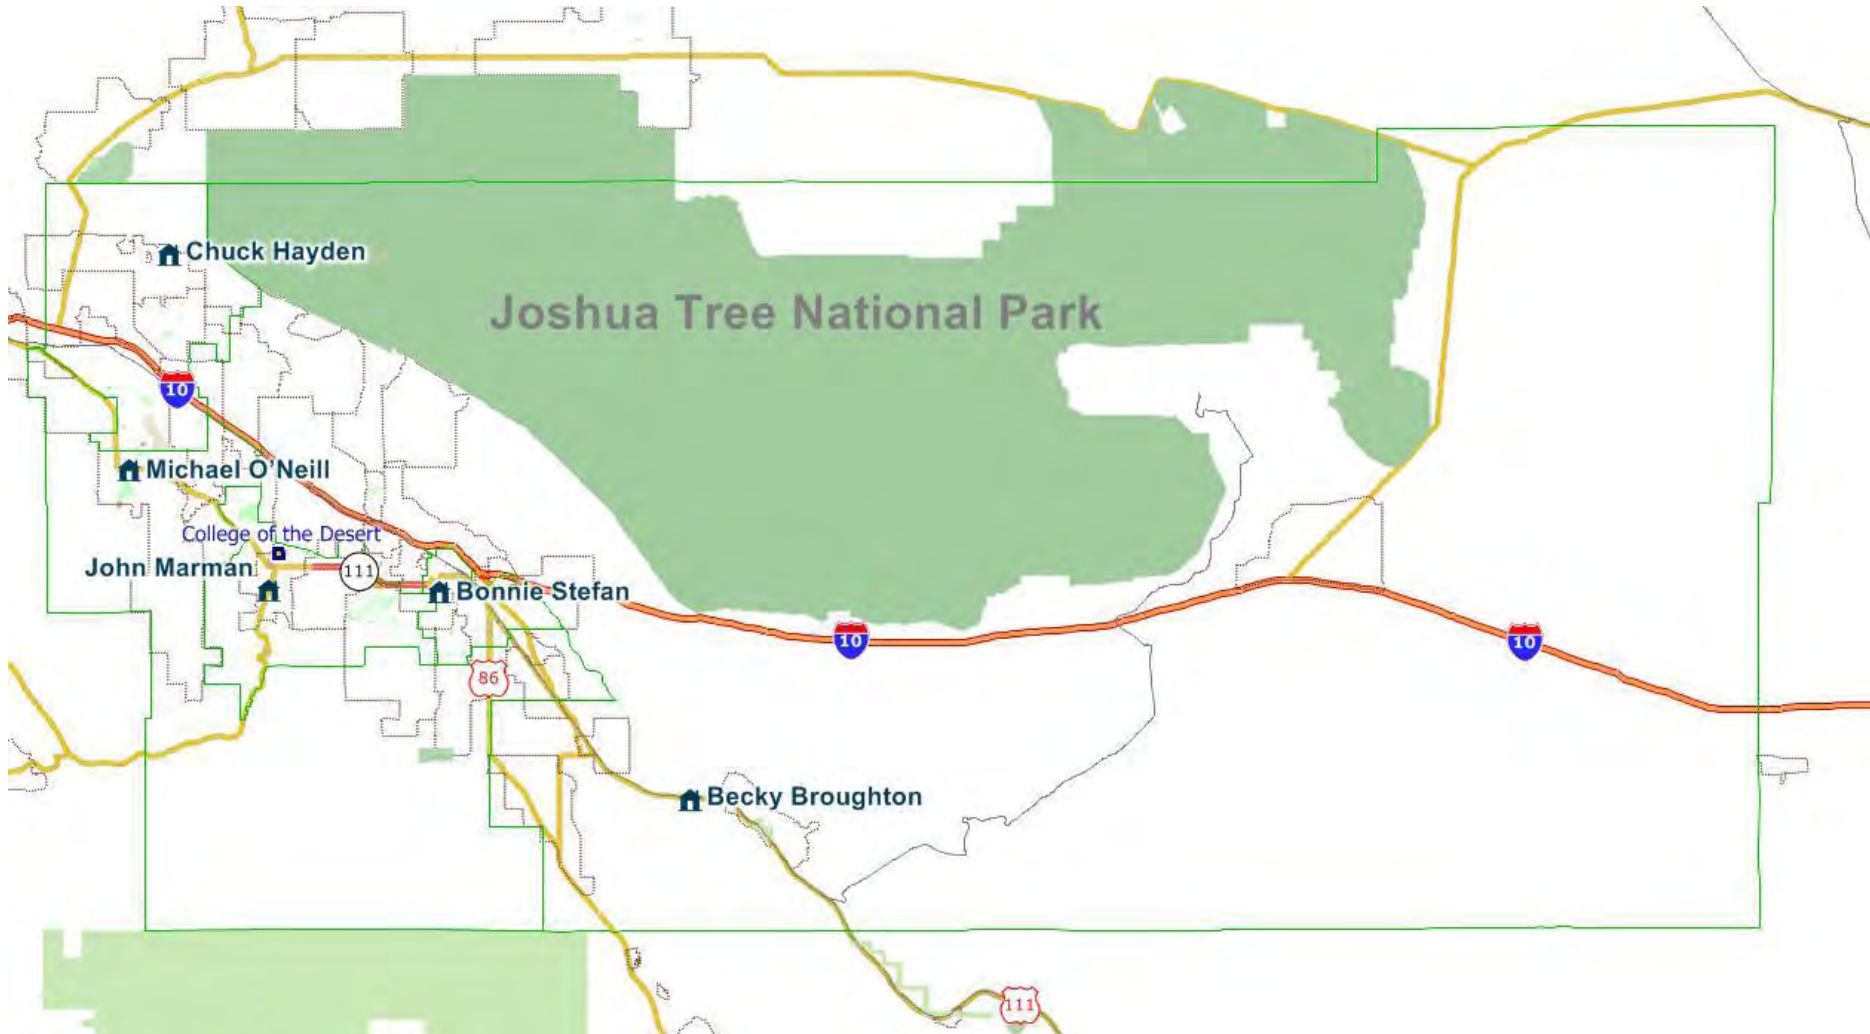 Chuck Hayden
Joshua Tree National Park
10
Michael O'Neill
College of the Desert
John Marman
111
Bonnie Stefan
10
10
86
Becky Broughton
111